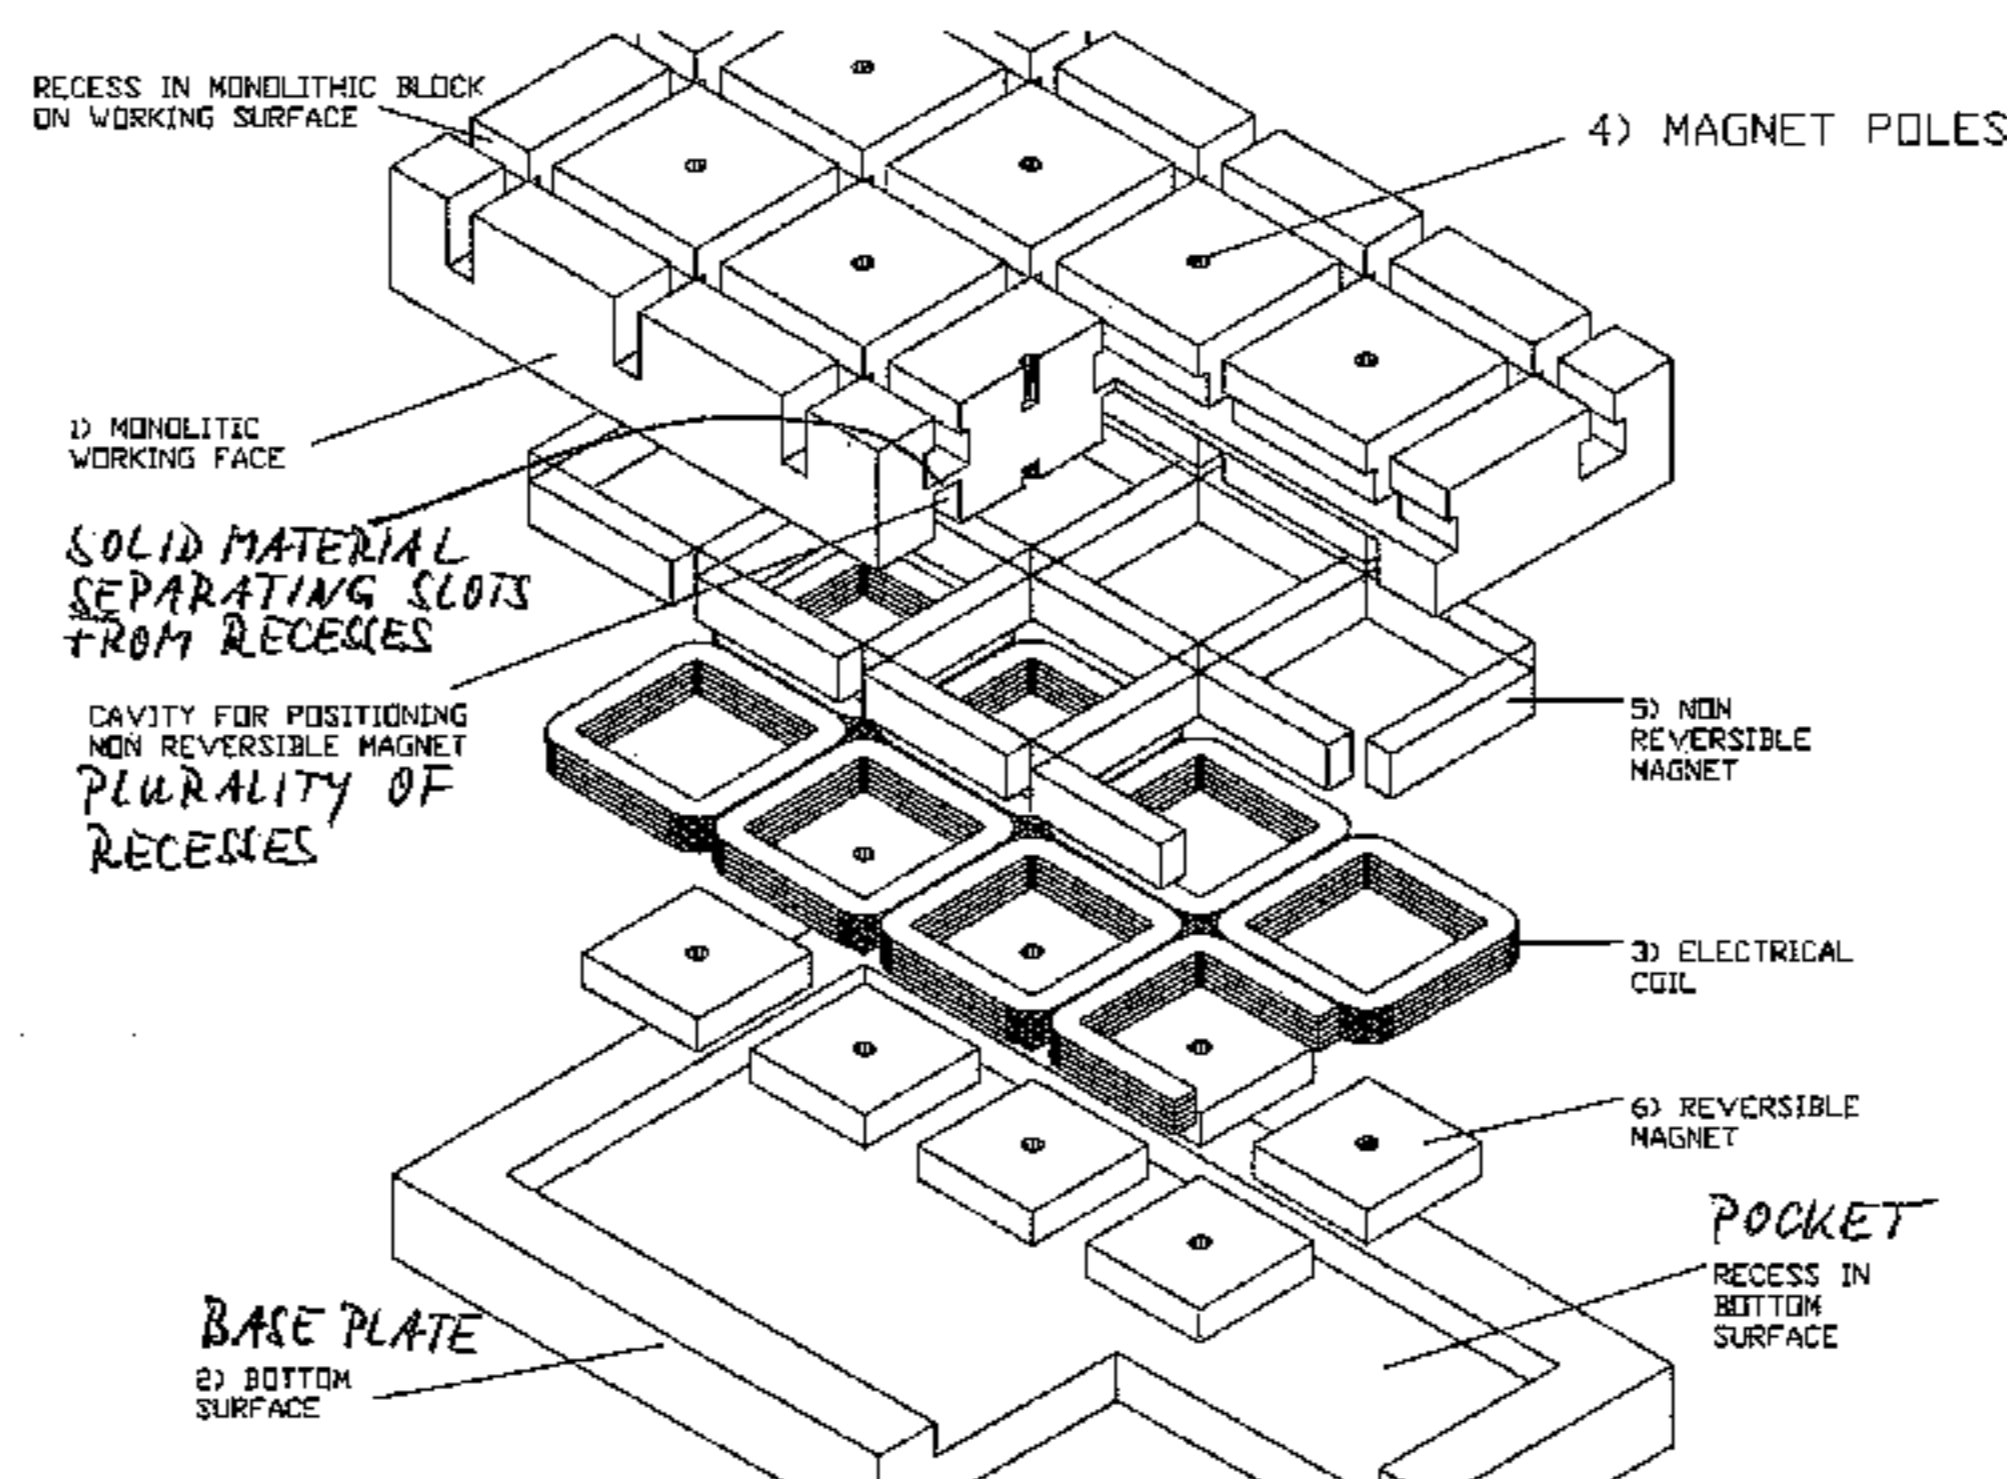 RECESS IN MONOLITHIC BLOCK
ON WORKING SURFACE
4) MAGNET POLES
1) MONOLITIC
WORKING FACE
SOLID MATERIAL
SEPARATING SLOTS
FROM RECESSES
CAVITY FOR POSITIONING
NON REVERSIBLE MAGNET
PLURALITY OF
RECESSES
5) NON
REVERSIBLE
MAGNET
3) ELECTRICAL
COIL
6) REVERSIBLE
MAGNET
POCKET
RECESS IN
BOTTOM
SURFACE
BASE PLATE
2) BOTTOM
SURFACE